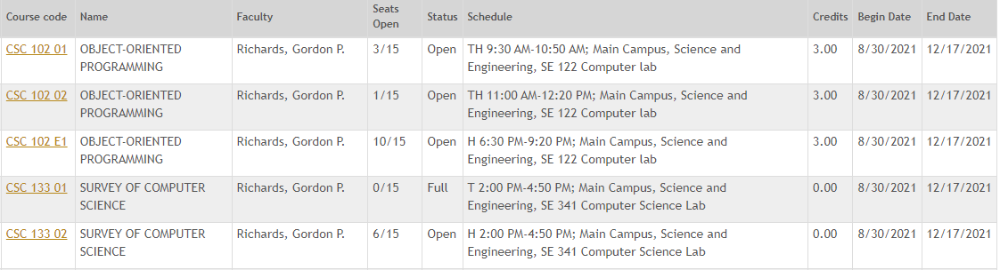 Course code Name Faculty Seats Open Status Schedule Credits Begin Date End Date
CSC 102 01 OBJECT-ORIENTED Richards, Gordon P. 3/15 Open TH 9:30 AM-10:50 AM; Main Campus, Science and 3.00 8/30/2021 12/17/2021
PROGRAMMING Engineering, SE 122 Computer lab
CSC 102 02 OBJECT-ORIENTED Richards, Gordon P. 1/15 Open TH 11:00 AM-12:20 PM; Main Campus, Science and 3.00 8/30/2021 12/17/2021
PROGRAMMING Engineering, SE 122 Computer lab
CSC 102 E1 OBJECT-ORIENTED Richards, Gordon P. 10/15 Open H 6:30 PM-9:20 PM; Main Campus, Science and 3.00 8/30/2021 12/17/2021
PROGRAMMING Engineering, SE 122 Computer lab
CSC 133 01 SURVEY OF COMPUTER Richards, Gordon P. 0/15 Full T 2:00 PM-4:50 PM; Main Campus, Science and 0.00 8/30/2021 12/17/2021
SCIENCE Engineering, SE 341 Computer Science Lab
CSC 133 02 SURVEY OF COMPUTER Richards, Gordon P. 6/15 Open H 2:00 PM-4:50 PM; Main Campus, Science and 0.00 8/30/2021 12/17/2021
SCIENCE Engineering, SE 341 Computer Science Lab